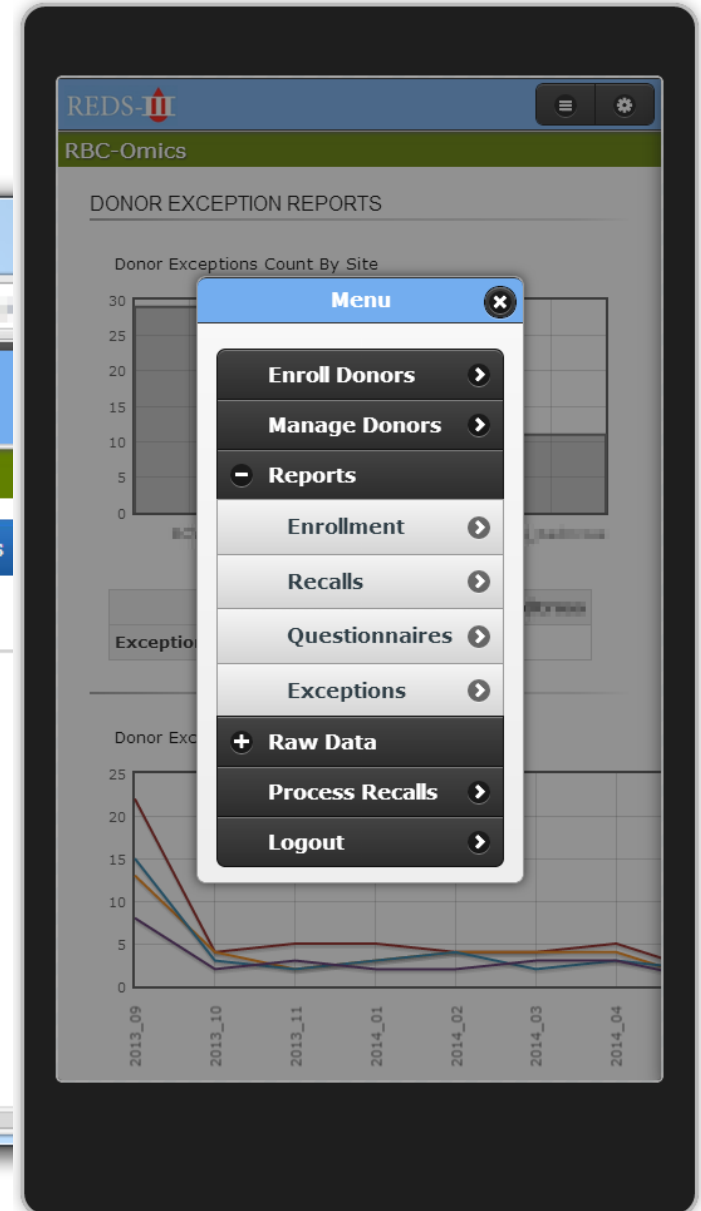 REDS-III
RBC-Omics
DONOR EXCEPTION REPORTS
Donor Exceptions Count By Site
30
25
20
15
10
5
0
Menu
Enroll Donors
Manage Donors
Reports
Enrollment
Recalls
Questionnaires
Exceptions
Raw Data
Process Recalls
Logout
Donor Exc
25
20
15
10
5
0
2013_09
2013_10
2013_11
2014_01
2014_02
2014_03
2014_04